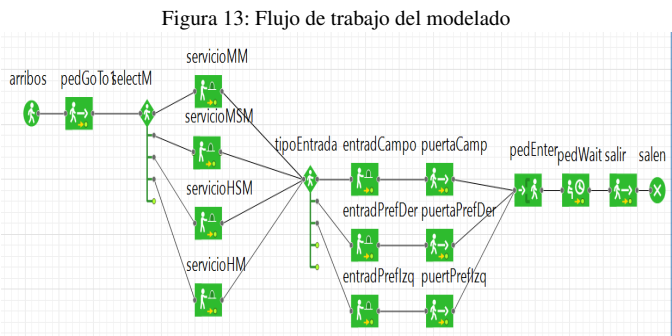 Figura 13: Flujo de trabajo del modelado
servicioMM
arribos pedGoTo1 selectM
servicioMSM
tipoEntrada entradCampo puertaCamp
pedEnter pedWait salir salen
servicioHSM
entradPrefDer puertaPrefDer
servicioHM
entradPrefIzq puertPrefIzq